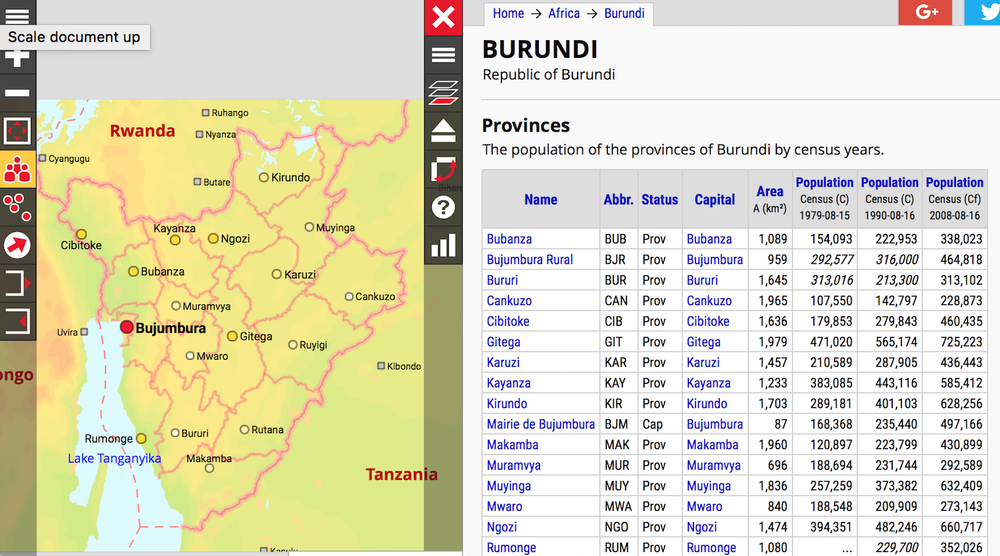 Scale document up
Rwanda
Ruhango
Nyanza
Cyangugu
Butare
Kirundo
Biharu
Kayanza
Ngozi
Muyinga
Cibitoke
Bubanza
Karuzi
Cankuzo
Muramvya
Uvira
Bujumbura
Gitega
Ruyigi
Mwaro
Kibondo
ongo
Rumonge
Bururi
Rutana
Lake Tanganyika
Makamba
Tanzania
Kasulu
Home → Africa → Burundi
G+
BURUNDI
Republic of Burundi
Provinces
The population of the provinces of Burundi by census years.
Name Abbr. Status Capital Area A (km²) Population Census (C) 1979-08-15 Population Census (C) 1990-08-16 Population Census (Cf) 2008-08-16
Bubanza BUB Prov Bubanza 1,089 154,093 222,953 338,023
Bujumbura Rural BJR Prov Bujumbura 959 292,577 316,000 464,818
Bururi BUR Prov Bururi 1,645 313,016 213,300 313,102
Cankuzo CAN Prov Cankuzo 1,965 107,550 142,797 228,873
Cibitoke CIB Prov Cibitoke 1,636 179,853 279,843 460,435
Gitega GIT Prov Gitega 1,979 471,020 565,174 725,223
Karuzi KAR Prov Karuzi 1,457 210,589 287,905 436,443
Kayanza KAY Prov Kayanza 1,233 383,085 443,116 585,412
Kirundo KIR Prov Kirundo 1,703 289,181 401,103 628,256
Mairie de Bujumbura BJM Cap Bujumbura 87 168,368 235,440 497,166
Makamba MAK Prov Makamba 1,960 120,897 223,799 430,899
Muramvya MUR Prov Muramvya 696 188,694 231,744 292,589
Muyinga MUY Prov Muyinga 1,836 257,259 373,382 632,409
Mwaro MWA Prov Mwaro 840 188,548 209,909 273,143
Ngozi NGO Prov Ngozi 1,474 394,351 482,246 660,717
Rumonge RUM Prov Rumonge 1,080 ... 229,700 352,026